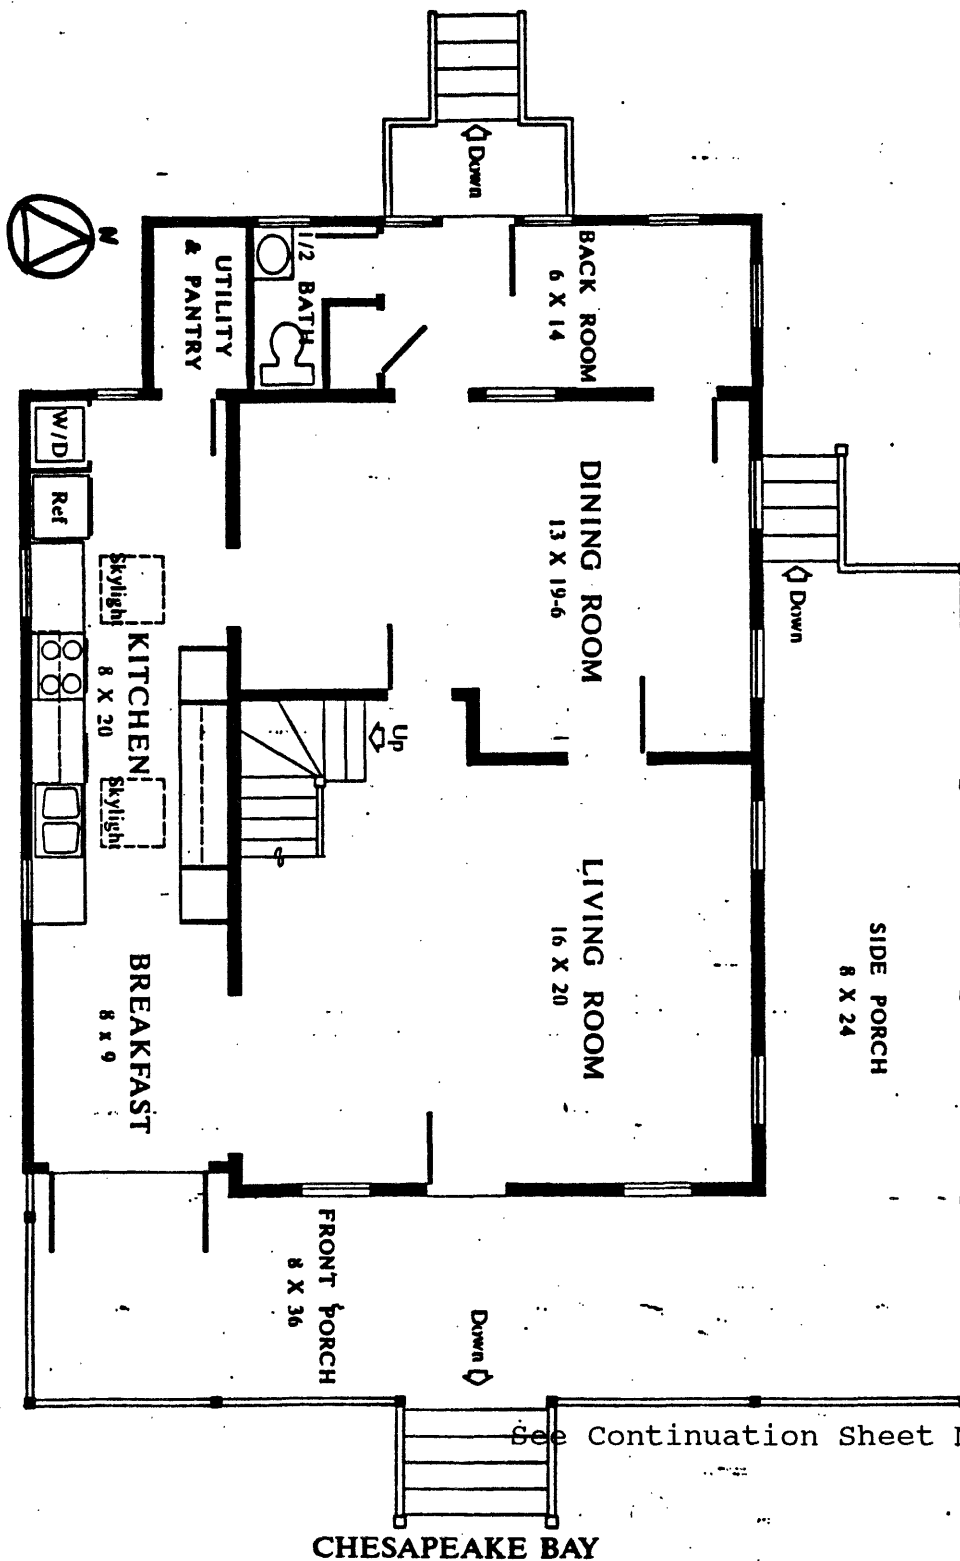 Down
N
UTILITY
& PANTRY
1/2 BATH
BACK ROOM
6 X 14
W/D
Ref
Skylight
KITCHEN
8 X 20
Skylight
DINING ROOM
13 X 19-6
Down
Up
LIVING ROOM
16 X 20
SIDE PORCH
8 X 24
BREAKFAST
8 x 9
FRONT PORCH
8 X 36
Down
See Continuation Sheet N
CHESAPEAKE BAY